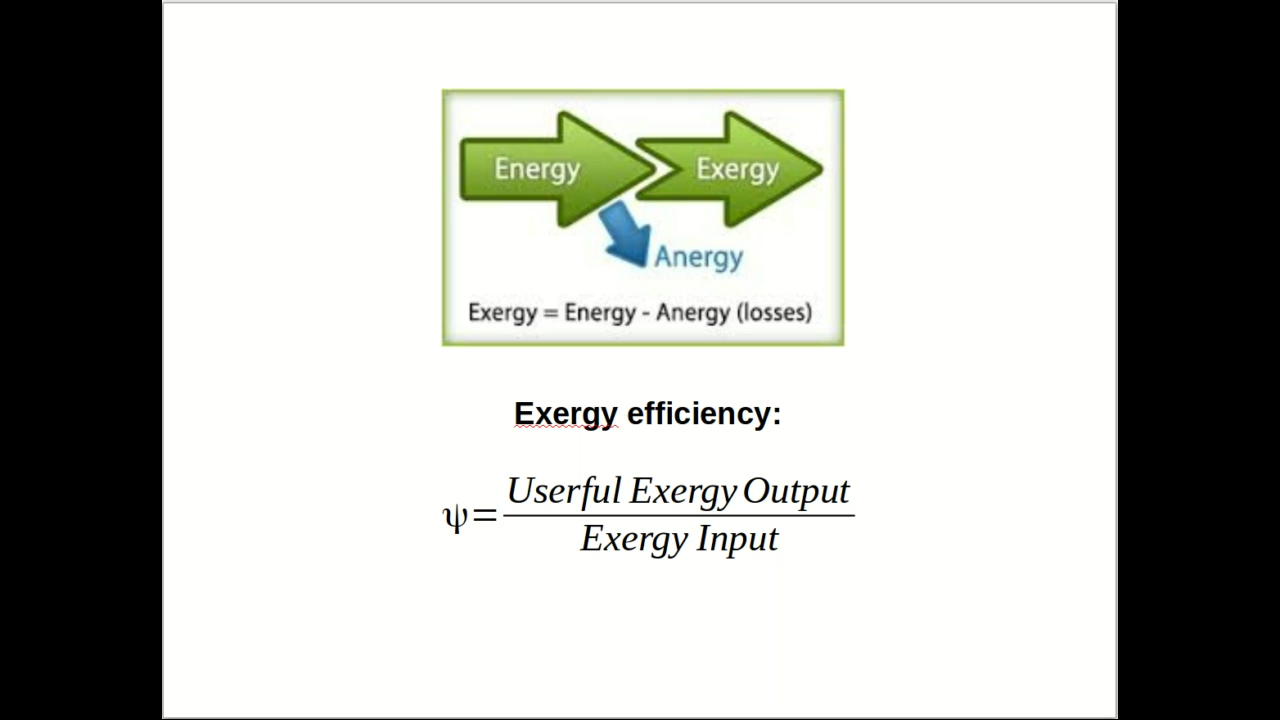 Energy
Exergy
Anergy
Exergy = Energy - Anergy (losses)
Exergy efficiency:
Userful Exergy Output
ψ=
Exergy Input